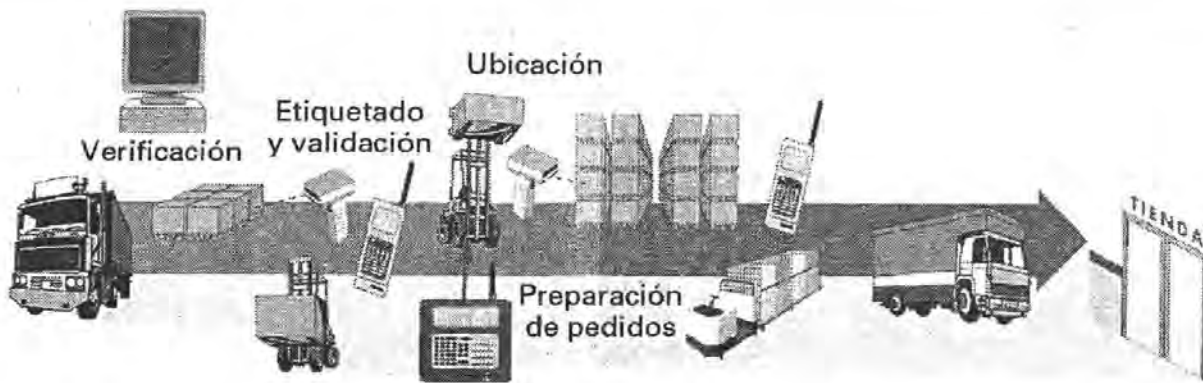 Ubicación
Etiquetado
y validación
Verificación
TIENDA
Preparación
de pedidos